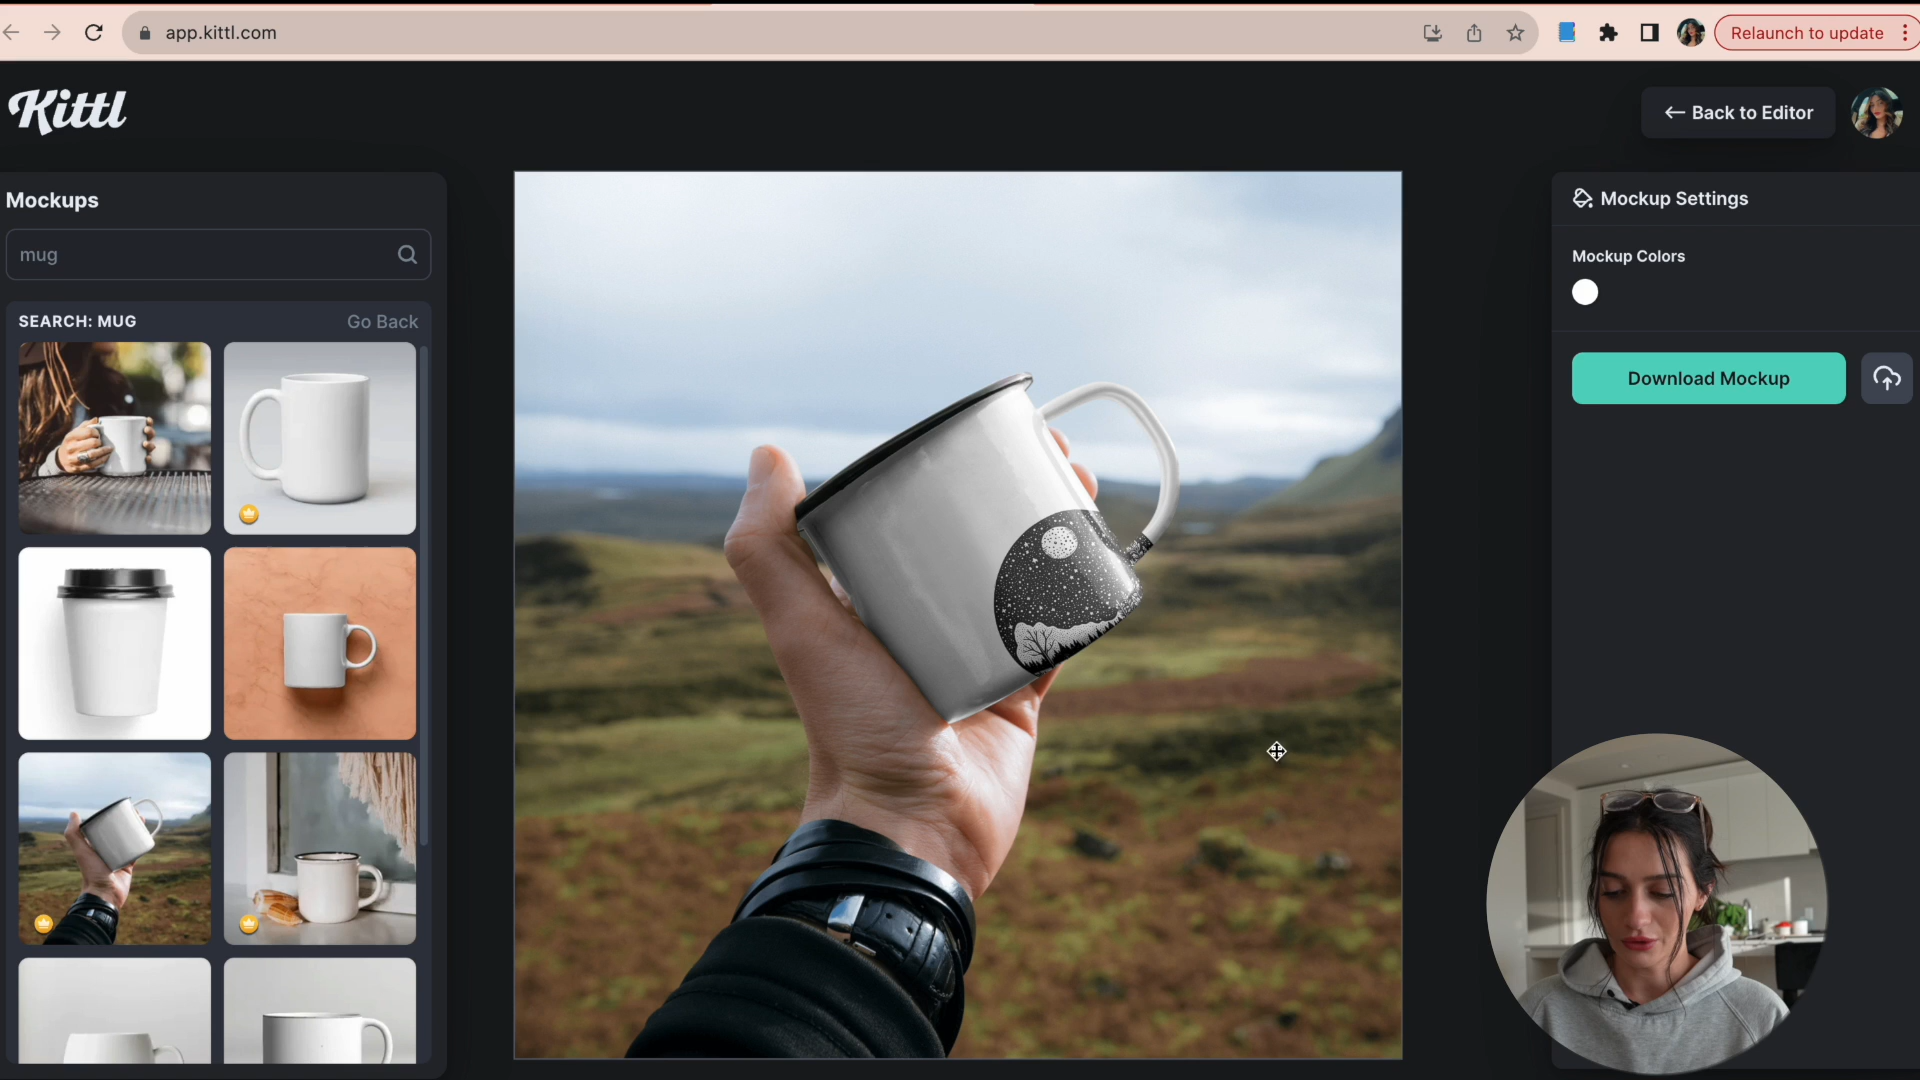 app.kittl.com
Relaunch to update
Kittl
← Back to Editor
Mockups
mug
SEARCH: MUG
Go Back
Mockup Settings
Mockup Colors
Download Mockup